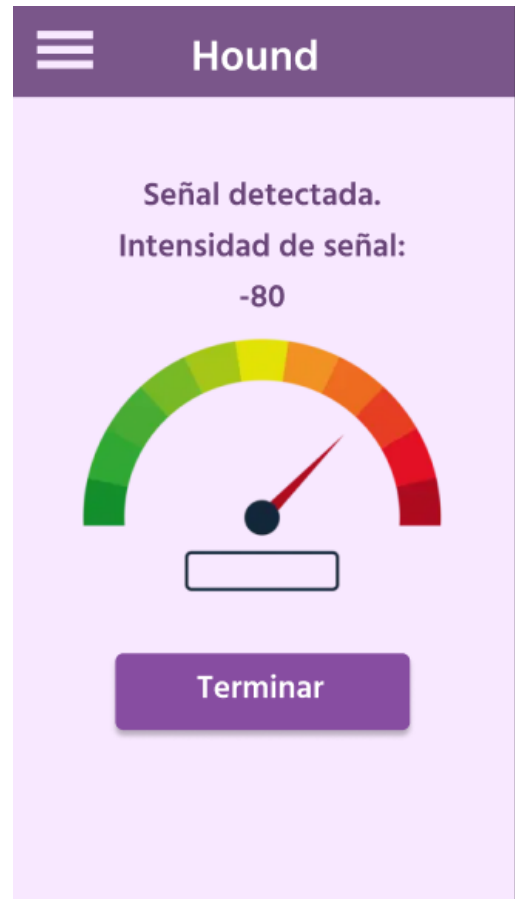 Hound
Señal detectada.
Intensidad de señal:
-80
Terminar